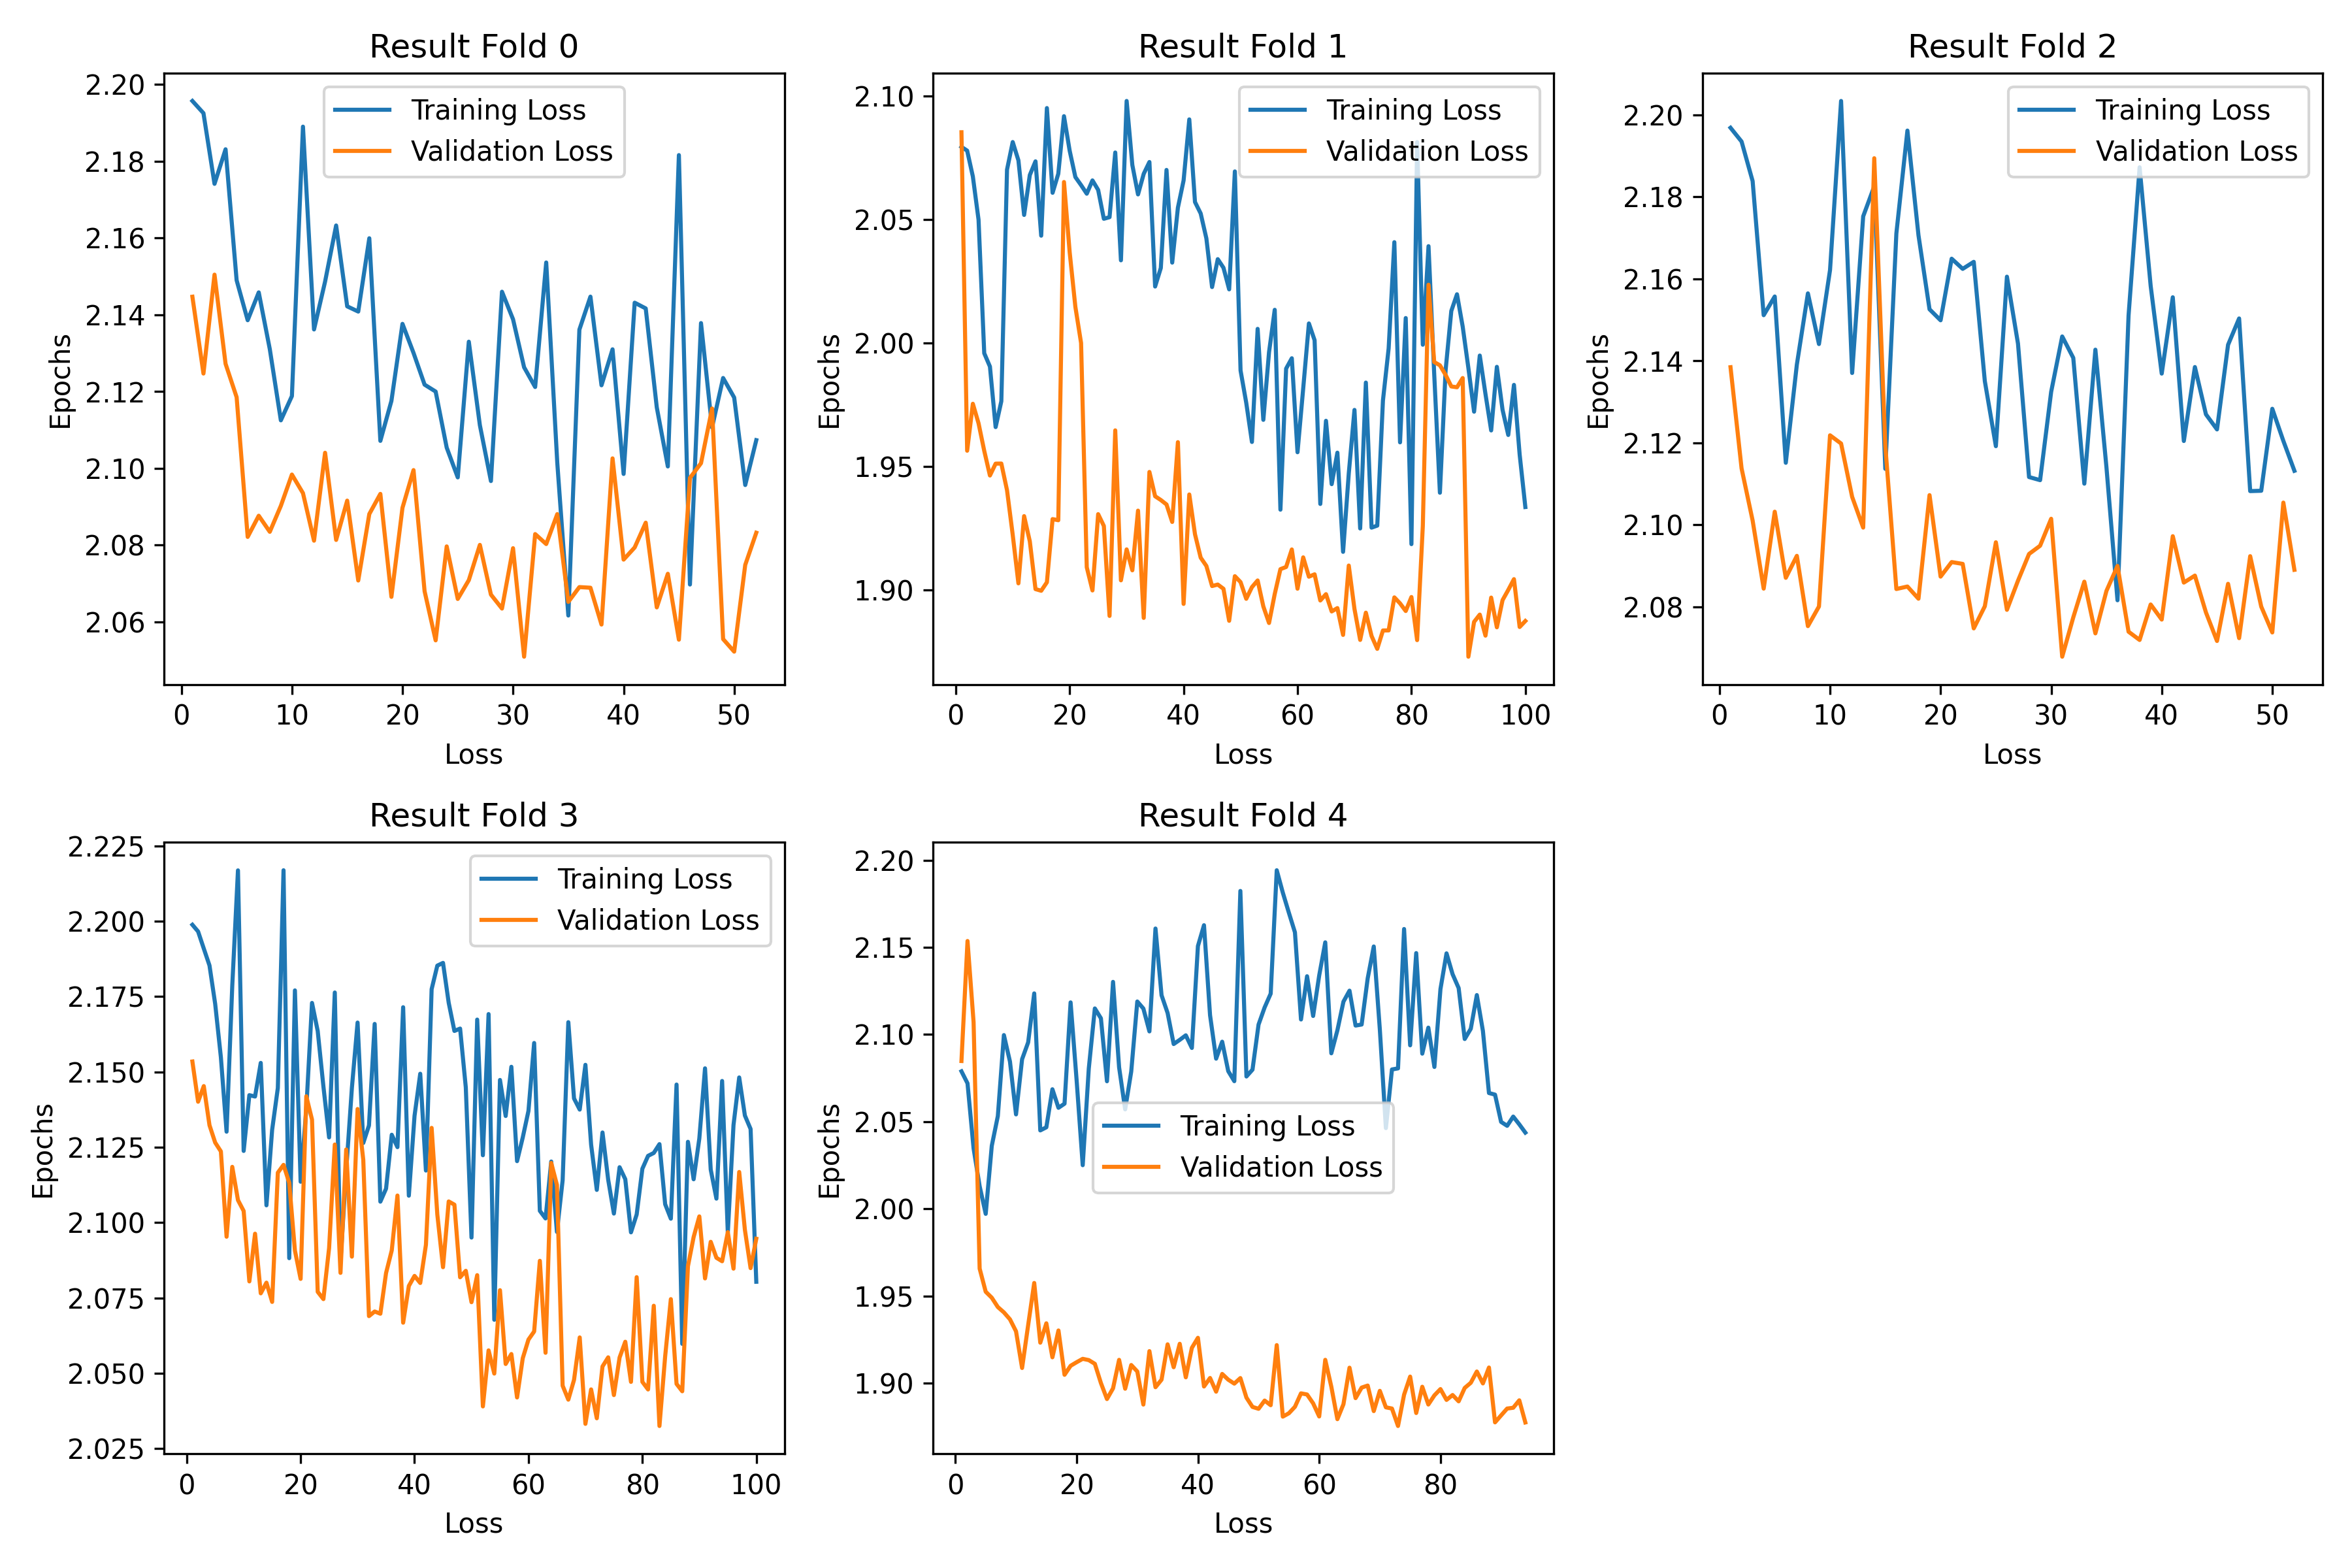 Result Fold 0
2.20
2.18
2.16
2.14
2.12
2.10
2.08
2.06
Epochs
Training Loss
Validation Loss
0 10 20 30 40 50
Loss
Result Fold 1
2.10
2.05
2.00
1.95
1.90
Epochs
Training Loss
Validation Loss
0 20 40 60 80 100
Loss
Result Fold 2
2.20
2.18
2.16
2.14
2.12
2.10
2.08
Epochs
Training Loss
Validation Loss
0 10 20 30 40 50
Loss
Result Fold 3
2.225
2.200
2.175
2.150
2.125
2.100
2.075
2.050
2.025
Epochs
Training Loss
Validation Loss
0 20 40 60 80 100
Loss
Result Fold 4
2.20
2.15
2.10
2.05
2.00
1.95
1.90
Epochs
Training Loss
Validation Loss
0 20 40 60 80
Loss